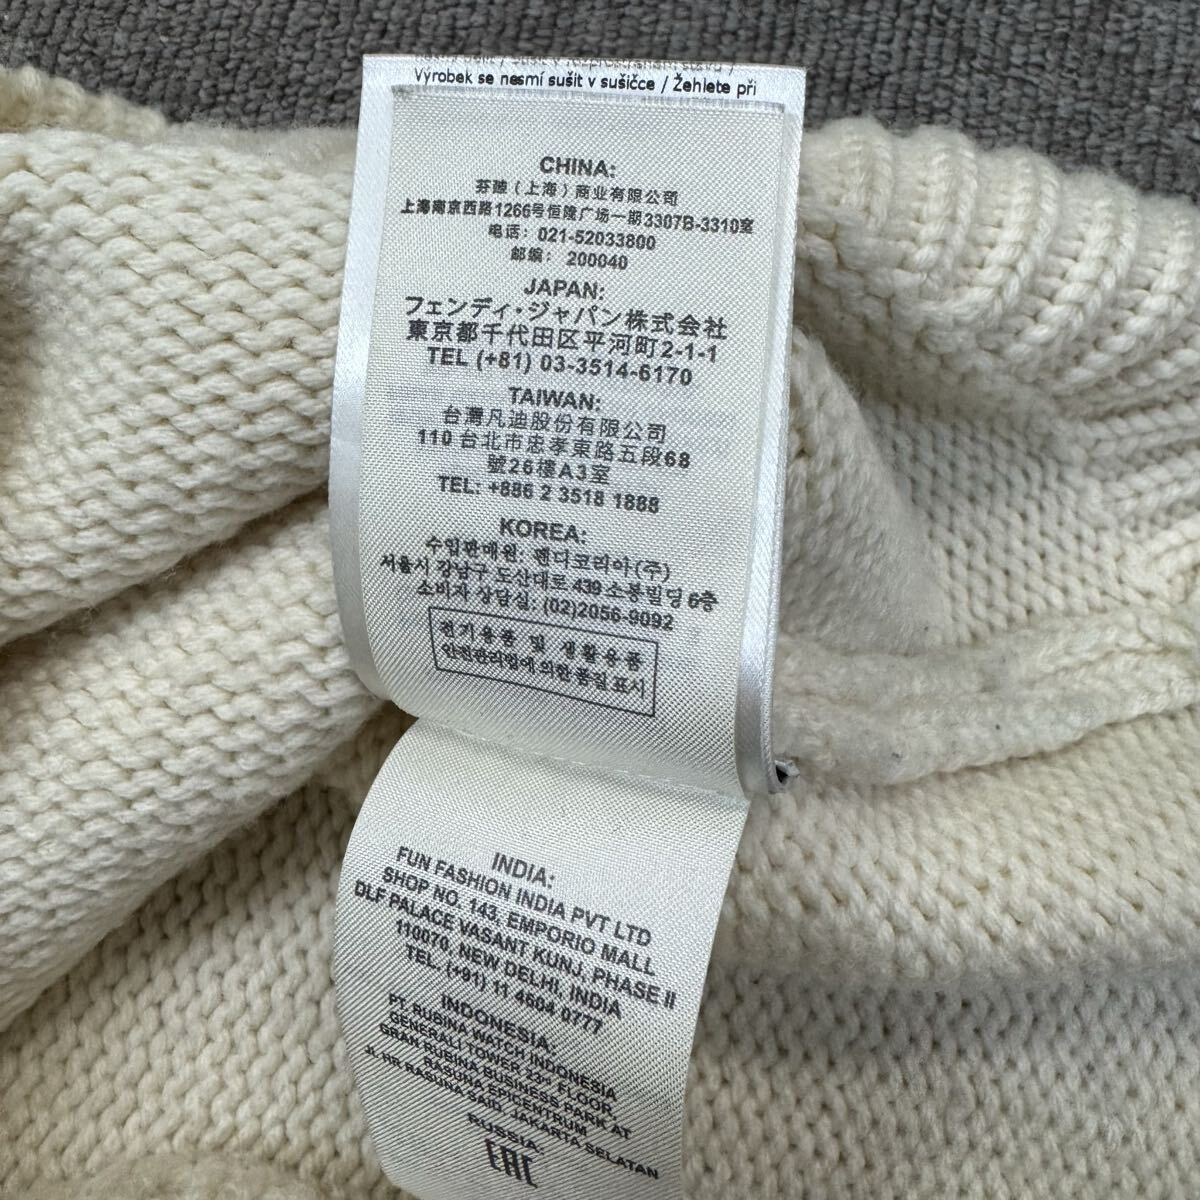 Výrobek se nesmí sušit v sušičce / Žehlete při
CHINA:
芬迪（上海）商业有限公司
上海南京西路1266号恒隆广场一期3307B-3310室
电话: 021-52033800
邮编: 200040
JAPAN:
フェンディ・ジャパン株式会社
東京都千代田区平河町2-1-1
TEL (+81) 03-3514-6170
TAIWAN:
台灣凡迪股份有限公司
110 台北市忠孝東路五段68
號26樓A3室
TEL: +886 2 3518 1888
KOREA:
수입판매원: 펜디코리아(주)
서울시 강남구 도산대로 439 소봉빌딩 6층
소비자 상담실: (02)2056-9092
전기용품 및 생활용품
안전관리법에 의한 품질 표시
INDIA:
FUN FASHION INDIA PVT LTD
SHOP NO. 143, EMPORIO MALL
DLF PALACE VASANT KUNJ, PHASE II
110070, NEW DELHI, INDIA
TEL. (+91) 11 4604 0777
INDONESIA:
PT. RUBINA WATCH INDONESIA
GENERALI TOWER 23RD FLOOR,
GRAN RUBINA BUSINESS PARK AT
RASUNA EPICENTRUM
JL HR RASUNA SAID, JAKARTA SELATAN
RUSSIA:
EAC